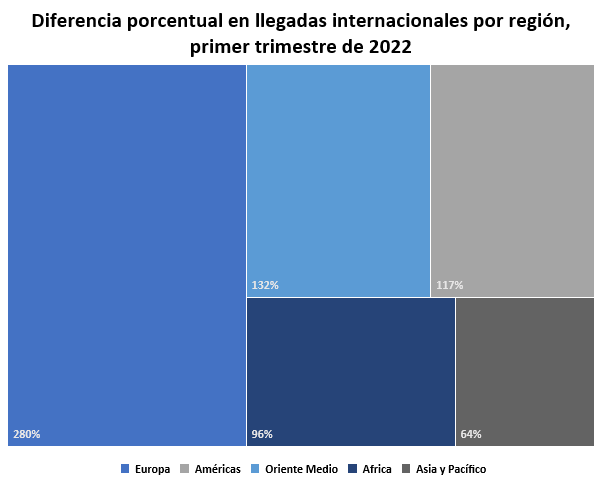 Diferencia porcentual en llegadas internacionales por región,
primer trimestre de 2022
132%
117%
280%
96%
64%
Europa Américas Oriente Medio Africa Asia y Pacífico